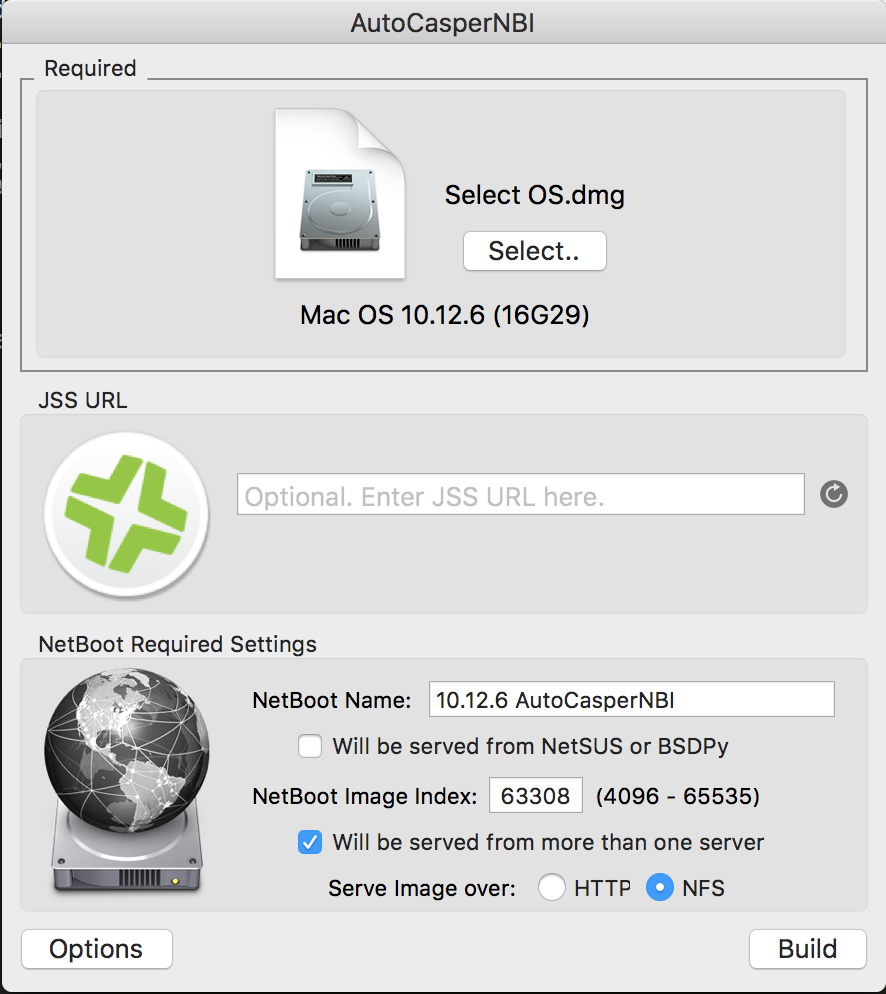 AutoCasperNBI
Required
Select OS.dmg
Select..
Mac OS 10.12.6 (16G29)
JSS URL
Optional. Enter JSS URL here.
NetBoot Required Settings
NetBoot Name: 10.12.6 AutoCasperNBI
Will be served from NetSUS or BSDPy
NetBoot Image Index: 63308 (4096 - 65535)
Will be served from more than one server
Serve Image over: HTTP NFS
Options Build